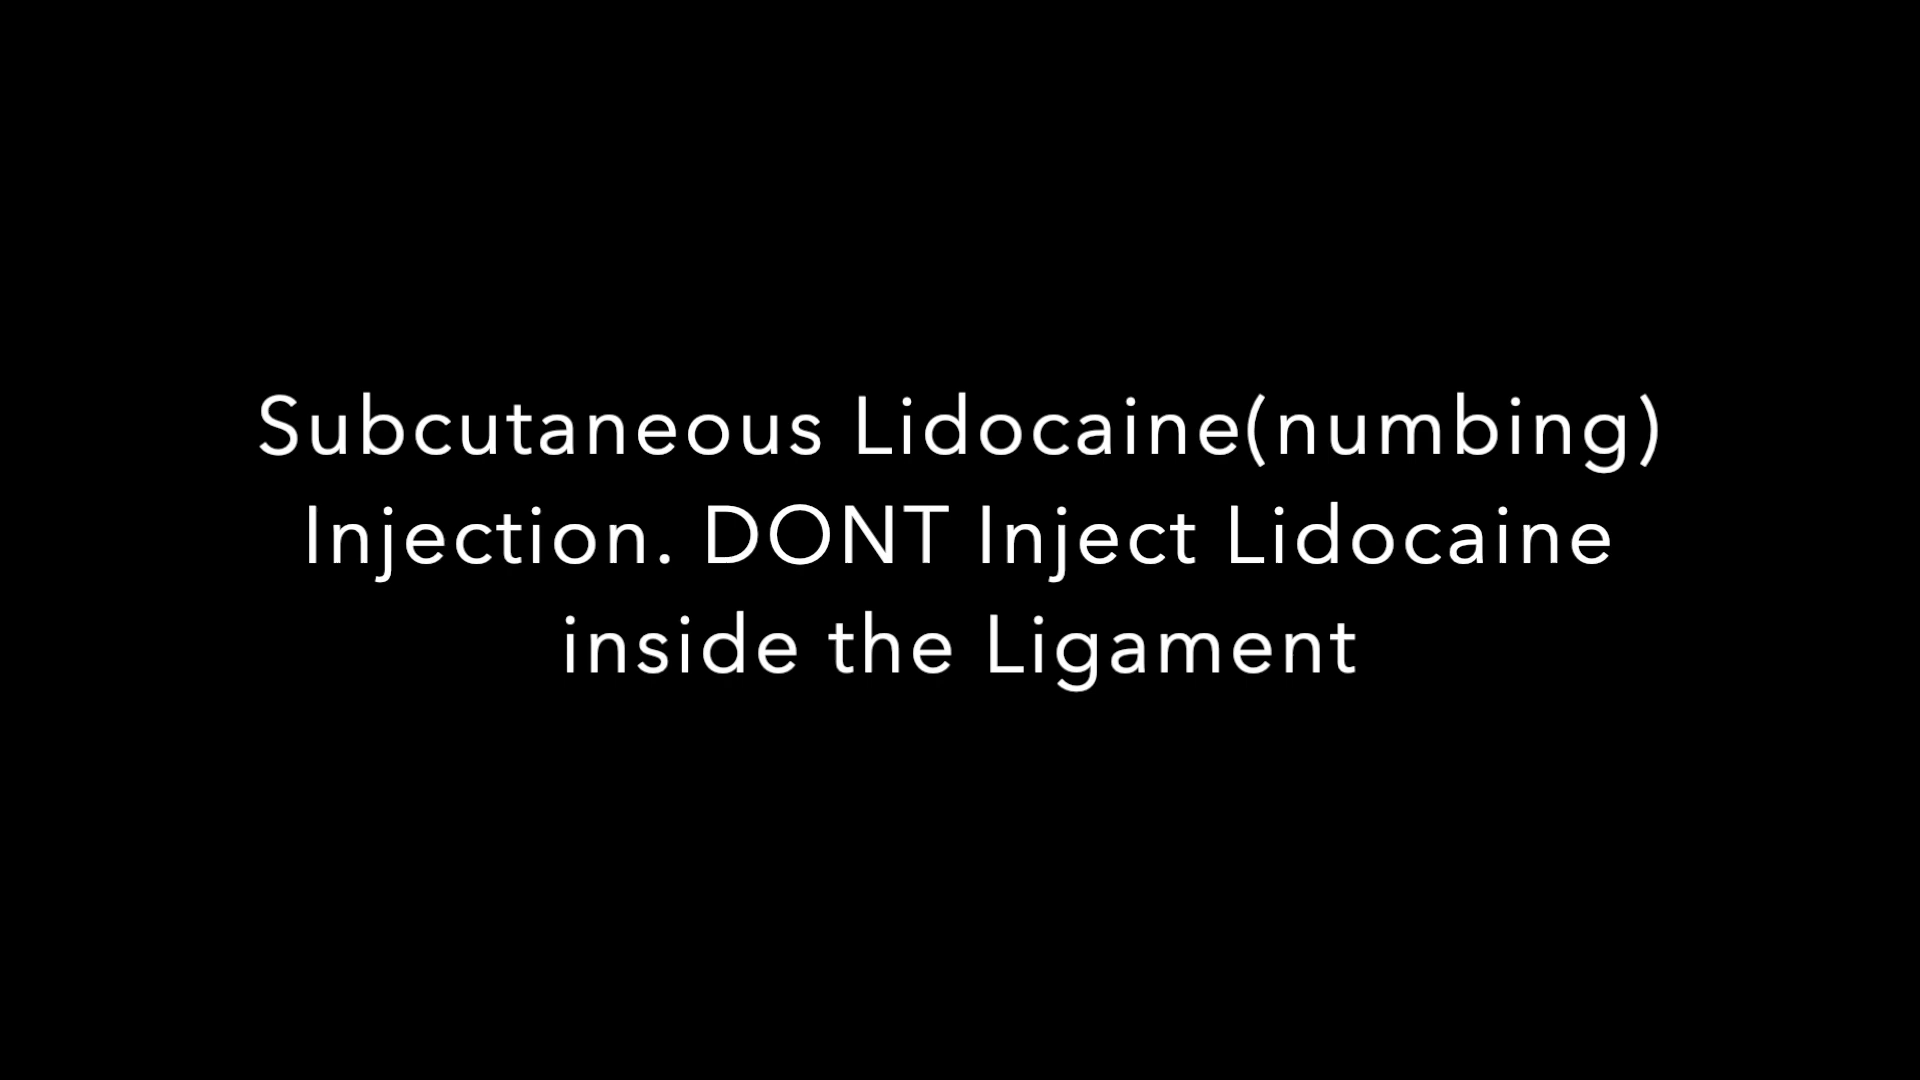 Subcutaneous Lidocaine(numbing)
Injection. DONT Inject Lidocaine
inside the Ligament